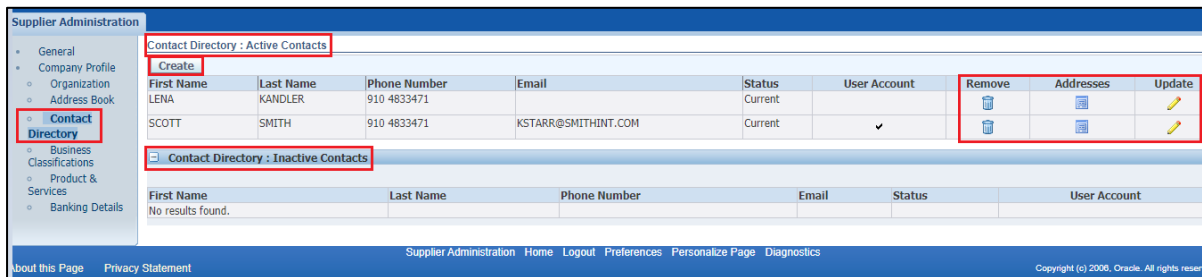 Supplier Administration
General
Company Profile
Organization
Address Book
Contact
Directory
Business
Classifications
Product &
Services
Banking Details
Contact Directory : Active Contacts
Create
First Name Last Name Phone Number Email Status User Account Remove Addresses Update
LENA KANDLER 910 4833471 Current
SCOTT SMITH 910 4833471 KSTARR@SMITHINT.COM Current
Contact Directory : Inactive Contacts
First Name Last Name Phone Number Email Status User Account
No results found.
Supplier Administration Home Logout Preferences Personalize Page Diagnostics
About this Page Privacy Statement Copyright (c) 2006, Oracle. All rights reser